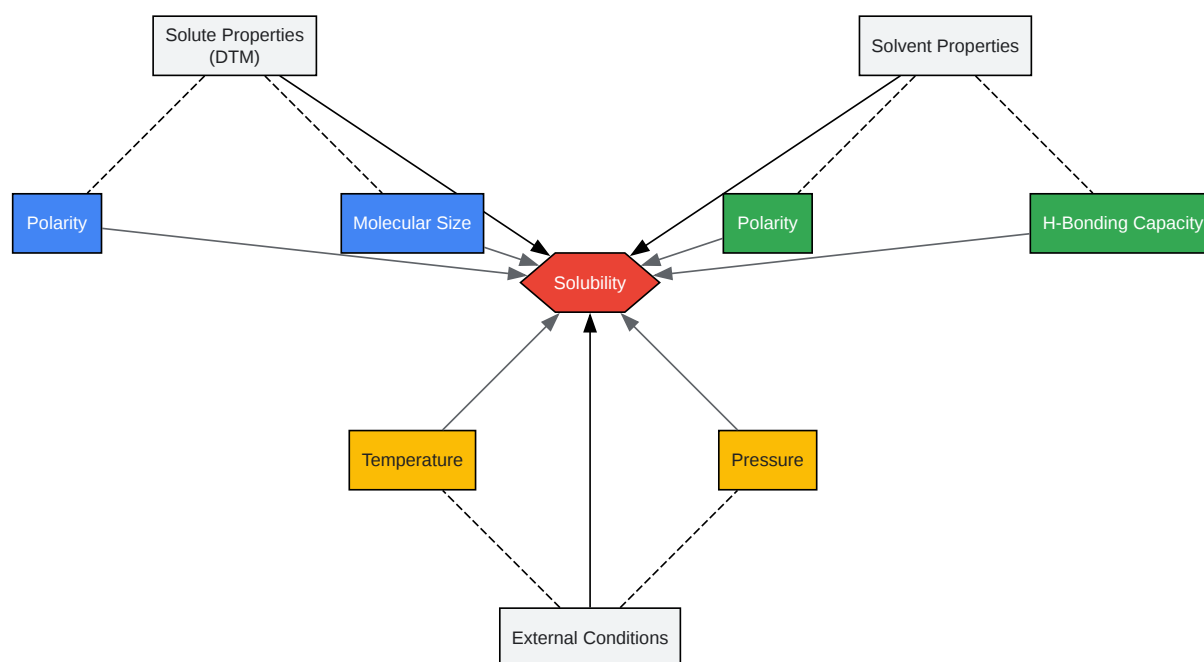 Solute Properties
(DTM)
Solvent Properties
Polarity
Molecular Size
Polarity
H-Bonding Capacity
Solubility
Temperature
Pressure
External Conditions